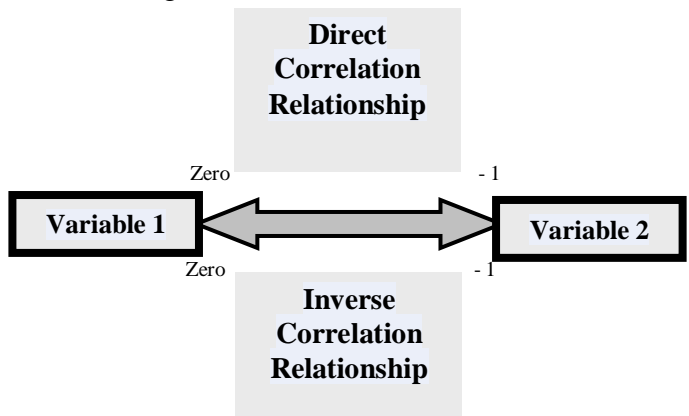 Direct
Correlation
Relationship
Zero - 1
Variable 1 Variable 2
Zero - 1
Inverse
Correlation
Relationship